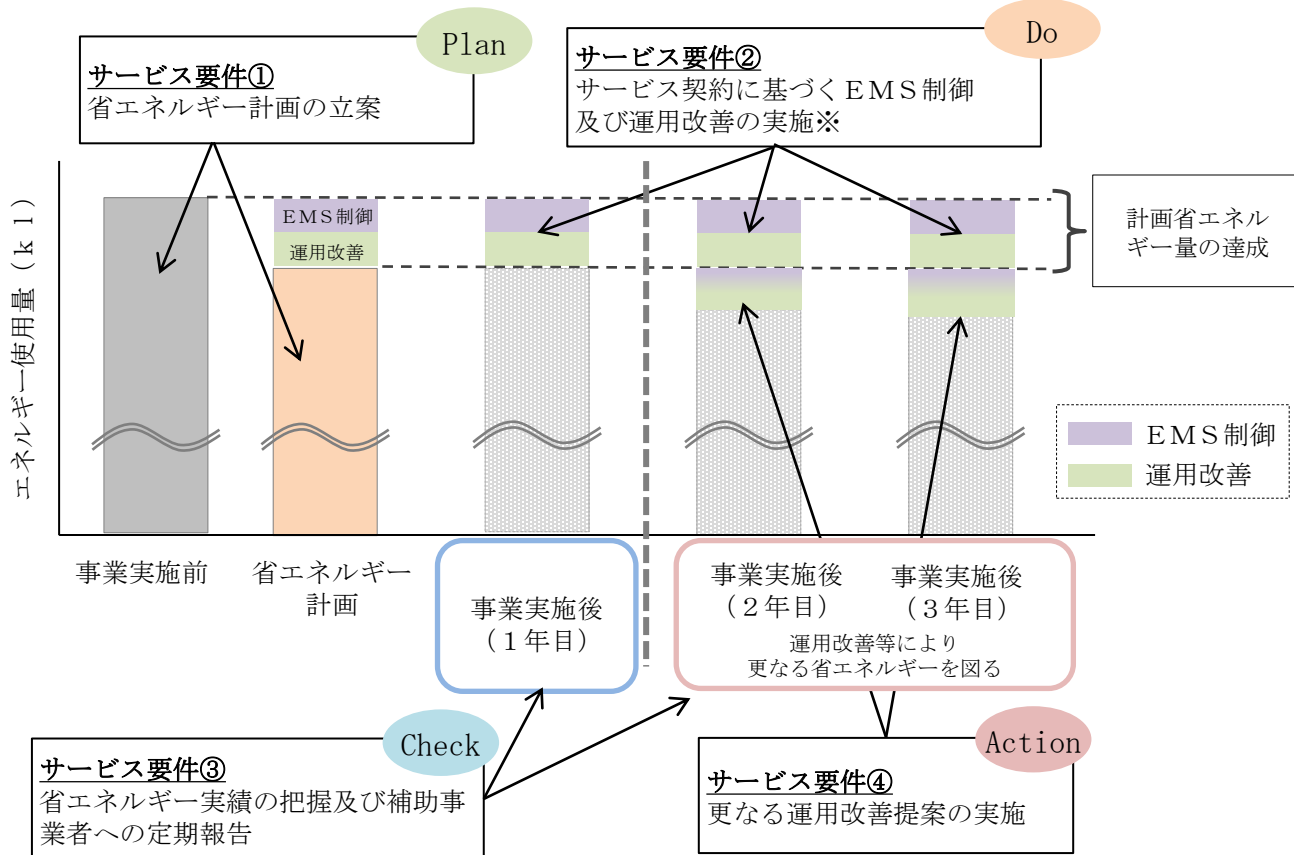 Plan
サービス要件①
省エネルギー計画の立案
Do
サービス要件②
サービス契約に基づくEMS制御
及び運用改善の実施※
エネルギー使用量（ｋｌ）
EMS制御
運用改善
計画省エネル
ギー量の達成
EMS制御
運用改善
事業実施前
省エネルギー
計画
事業実施後
（１年目）
事業実施後
（２年目）
事業実施後
（３年目）
運用改善等により
更なる省エネルギーを図る
Check
サービス要件③
省エネルギー実績の把握及び補助事
業者への定期報告
Action
サービス要件④
更なる運用改善提案の実施